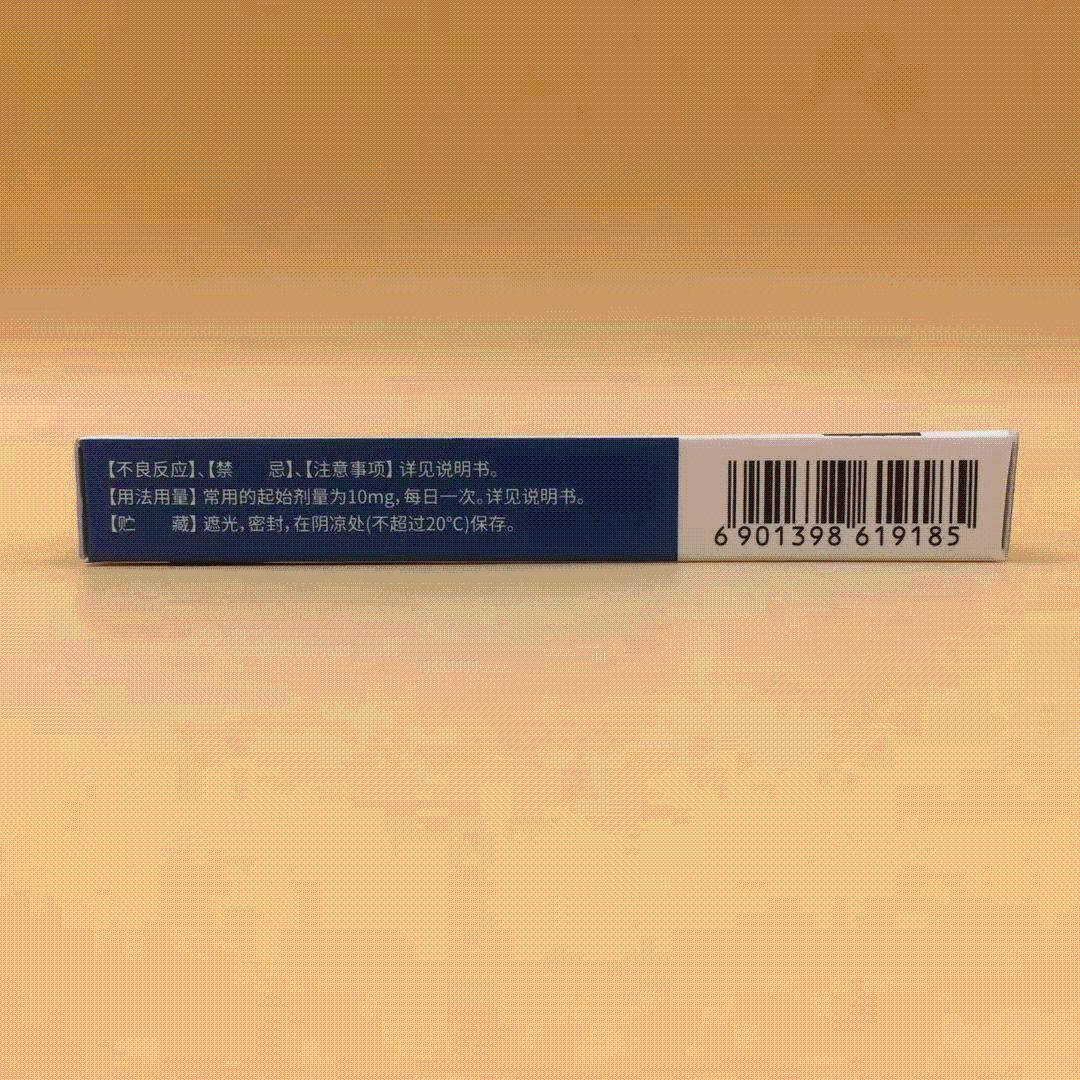 【不良反应】、【禁　　忌】、【注意事项】详见说明书。
【用法用量】常用的起始剂量为10mg，每日一次。详见说明书。
【贮　　藏】遮光，密封，在阴凉处(不超过20℃)保存。
6 901398 619185